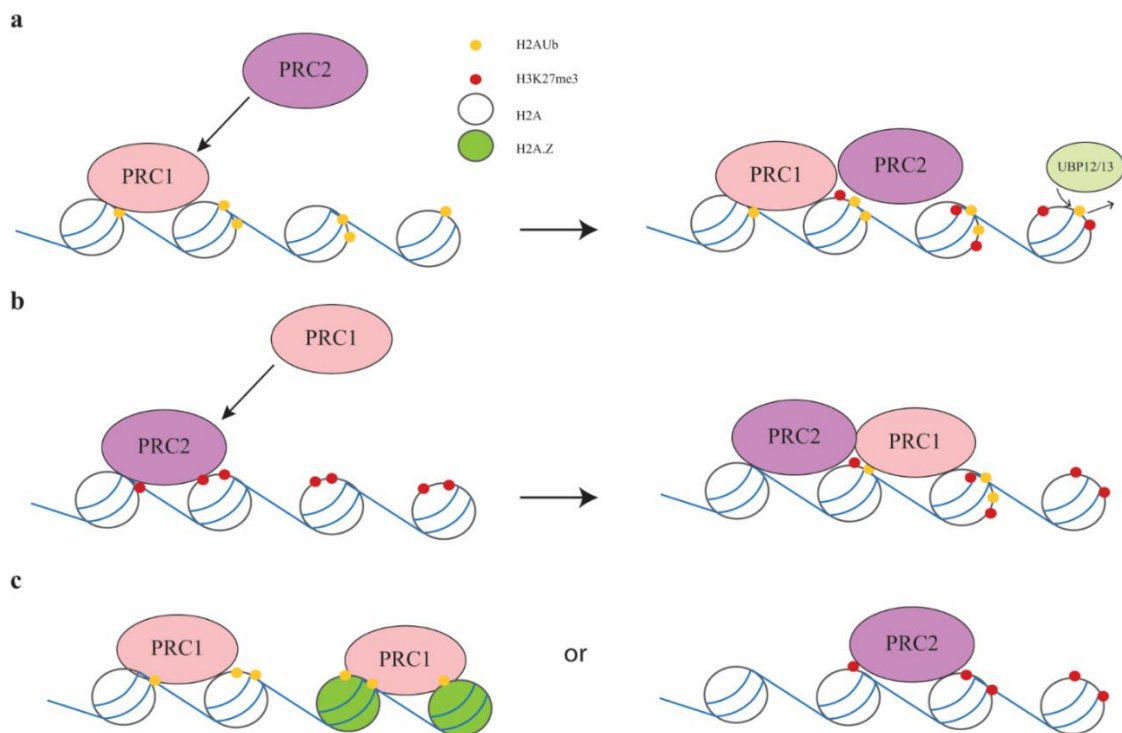 a
PRC2
H2AUb
H3K27me3
H2A
H2A.Z
PRC1
PRC1
PRC2
UBP12/13
b
PRC1
PRC2
PRC2
PRC1
c
PRC1
PRC1
or
PRC2